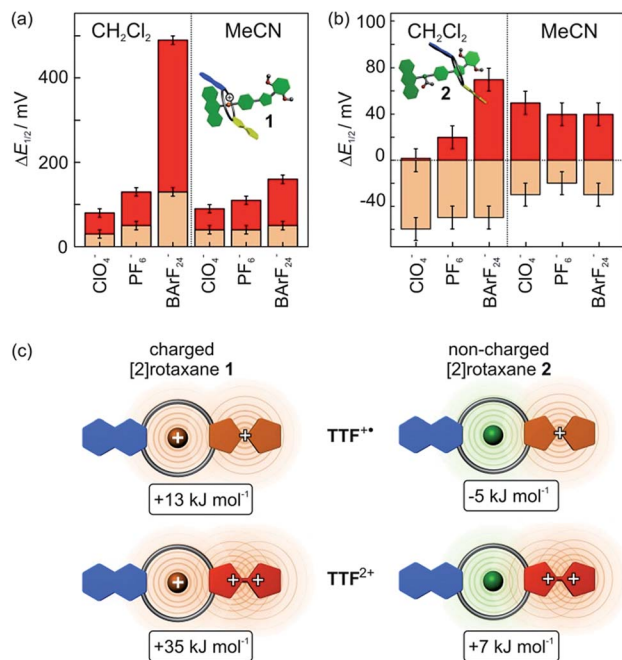 (a)
CH₂Cl₂ MeCN
ΔE₁/₂ / mV
500
300
100
0
1
ClO₄⁻ PF₆⁻ BArF₂₄⁻ ClO₄⁻ PF₆⁻ BArF₂₄⁻
(b)
CH₂Cl₂ MeCN
ΔE₁/₂ / mV
120
80
40
0
-40
2
ClO₄⁻ PF₆⁻ BArF₂₄⁻ ClO₄⁻ PF₆⁻ BArF₂₄⁻
(c)
charged
[2]rotaxane 1
non-charged
[2]rotaxane 2
+ +
TTF⁺•
+
+13 kJ mol⁻¹
-5 kJ mol⁻¹
+ + +
TTF²⁺
+ +
+35 kJ mol⁻¹
+7 kJ mol⁻¹